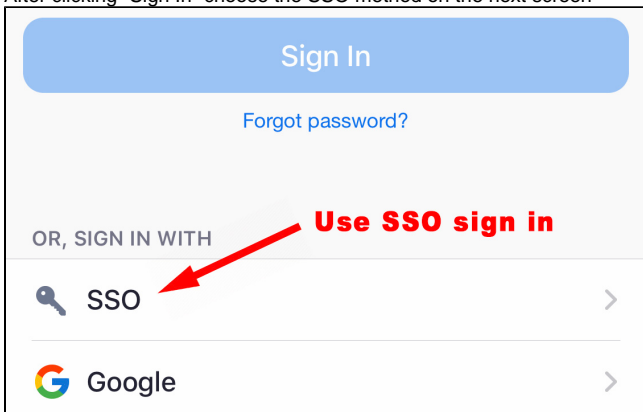 After clicking "Sign In" choose the SSO method on the next screen
Sign In
Forgot password?
Use SSO sign in
OR, SIGN IN WITH
SSO
Google